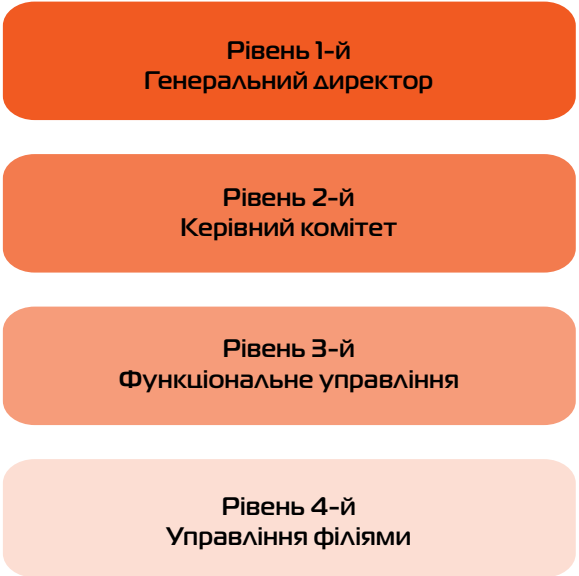 Рівень 1-й
Генеральний директор
Рівень 2-й
Керівний комітет
Рівень 3-й
Функціональне управління
Рівень 4-й
Управління філіями